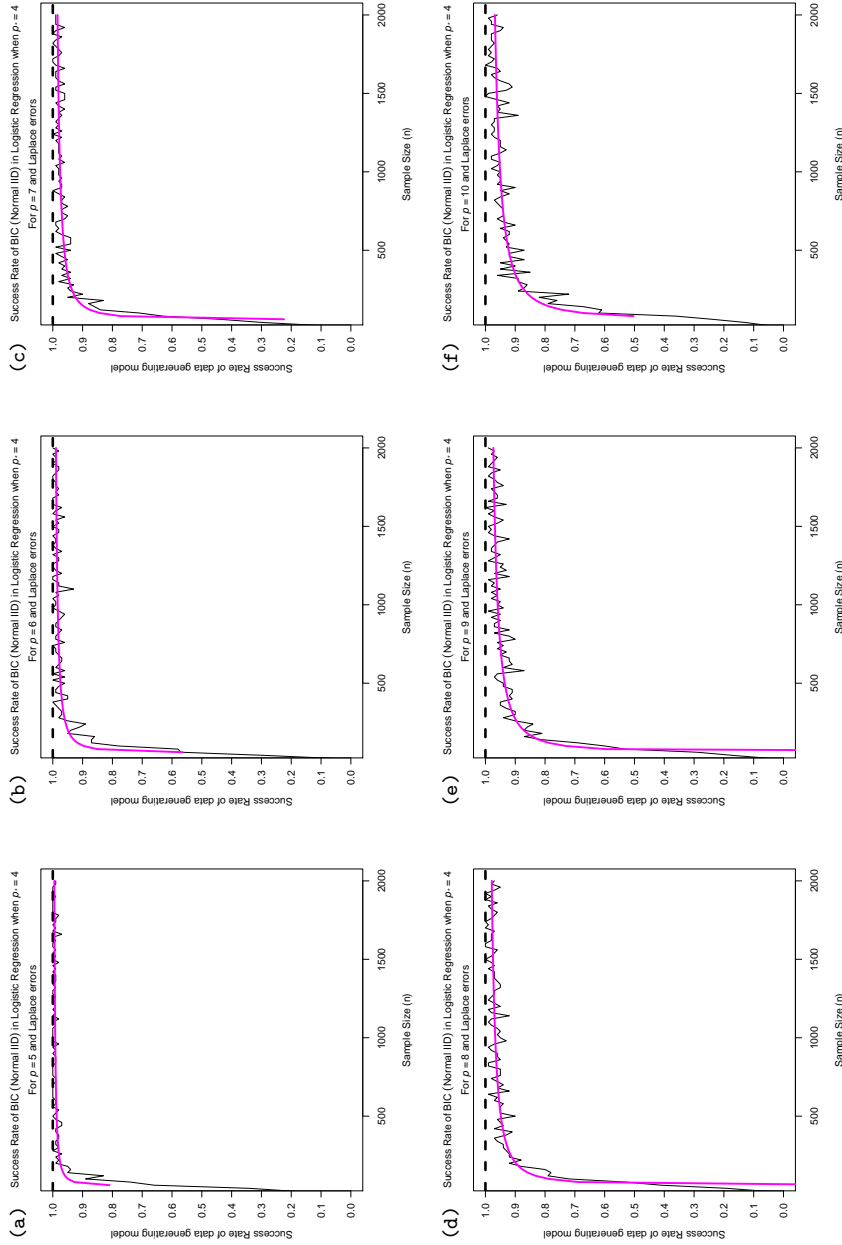 (a)
Success Rate of BIC (Normal IID) in Logistic Regression when p* = 4
For p = 5 and Laplace errors
Success Rate of data generating model
1.0
0.9
0.8
0.7
0.6
0.5
0.4
0.3
0.2
0.1
0.0
500 1000 1500 2000
Sample Size (n)
(b)
Success Rate of BIC (Normal IID) in Logistic Regression when p* = 4
For p = 6 and Laplace errors
Success Rate of data generating model
1.0
0.9
0.8
0.7
0.6
0.5
0.4
0.3
0.2
0.1
0.0
500 1000 1500 2000
Sample Size (n)
(c)
Success Rate of BIC (Normal IID) in Logistic Regression when p* = 4
For p = 7 and Laplace errors
Success Rate of data generating model
1.0
0.9
0.8
0.7
0.6
0.5
0.4
0.3
0.2
0.1
0.0
500 1000 1500 2000
Sample Size (n)
(d)
Success Rate of BIC (Normal IID) in Logistic Regression when p* = 4
For p = 8 and Laplace errors
Success Rate of data generating model
1.0
0.9
0.8
0.7
0.6
0.5
0.4
0.3
0.2
0.1
0.0
500 1000 1500 2000
Sample Size (n)
(e)
Success Rate of BIC (Normal IID) in Logistic Regression when p* = 4
For p = 9 and Laplace errors
Success Rate of data generating model
1.0
0.9
0.8
0.7
0.6
0.5
0.4
0.3
0.2
0.1
0.0
500 1000 1500 2000
Sample Size (n)
(f)
Success Rate of BIC (Normal IID) in Logistic Regression when p* = 4
For p = 10 and Laplace errors
Success Rate of data generating model
1.0
0.9
0.8
0.7
0.6
0.5
0.4
0.3
0.2
0.1
0.0
500 1000 1500 2000
Sample Size (n)